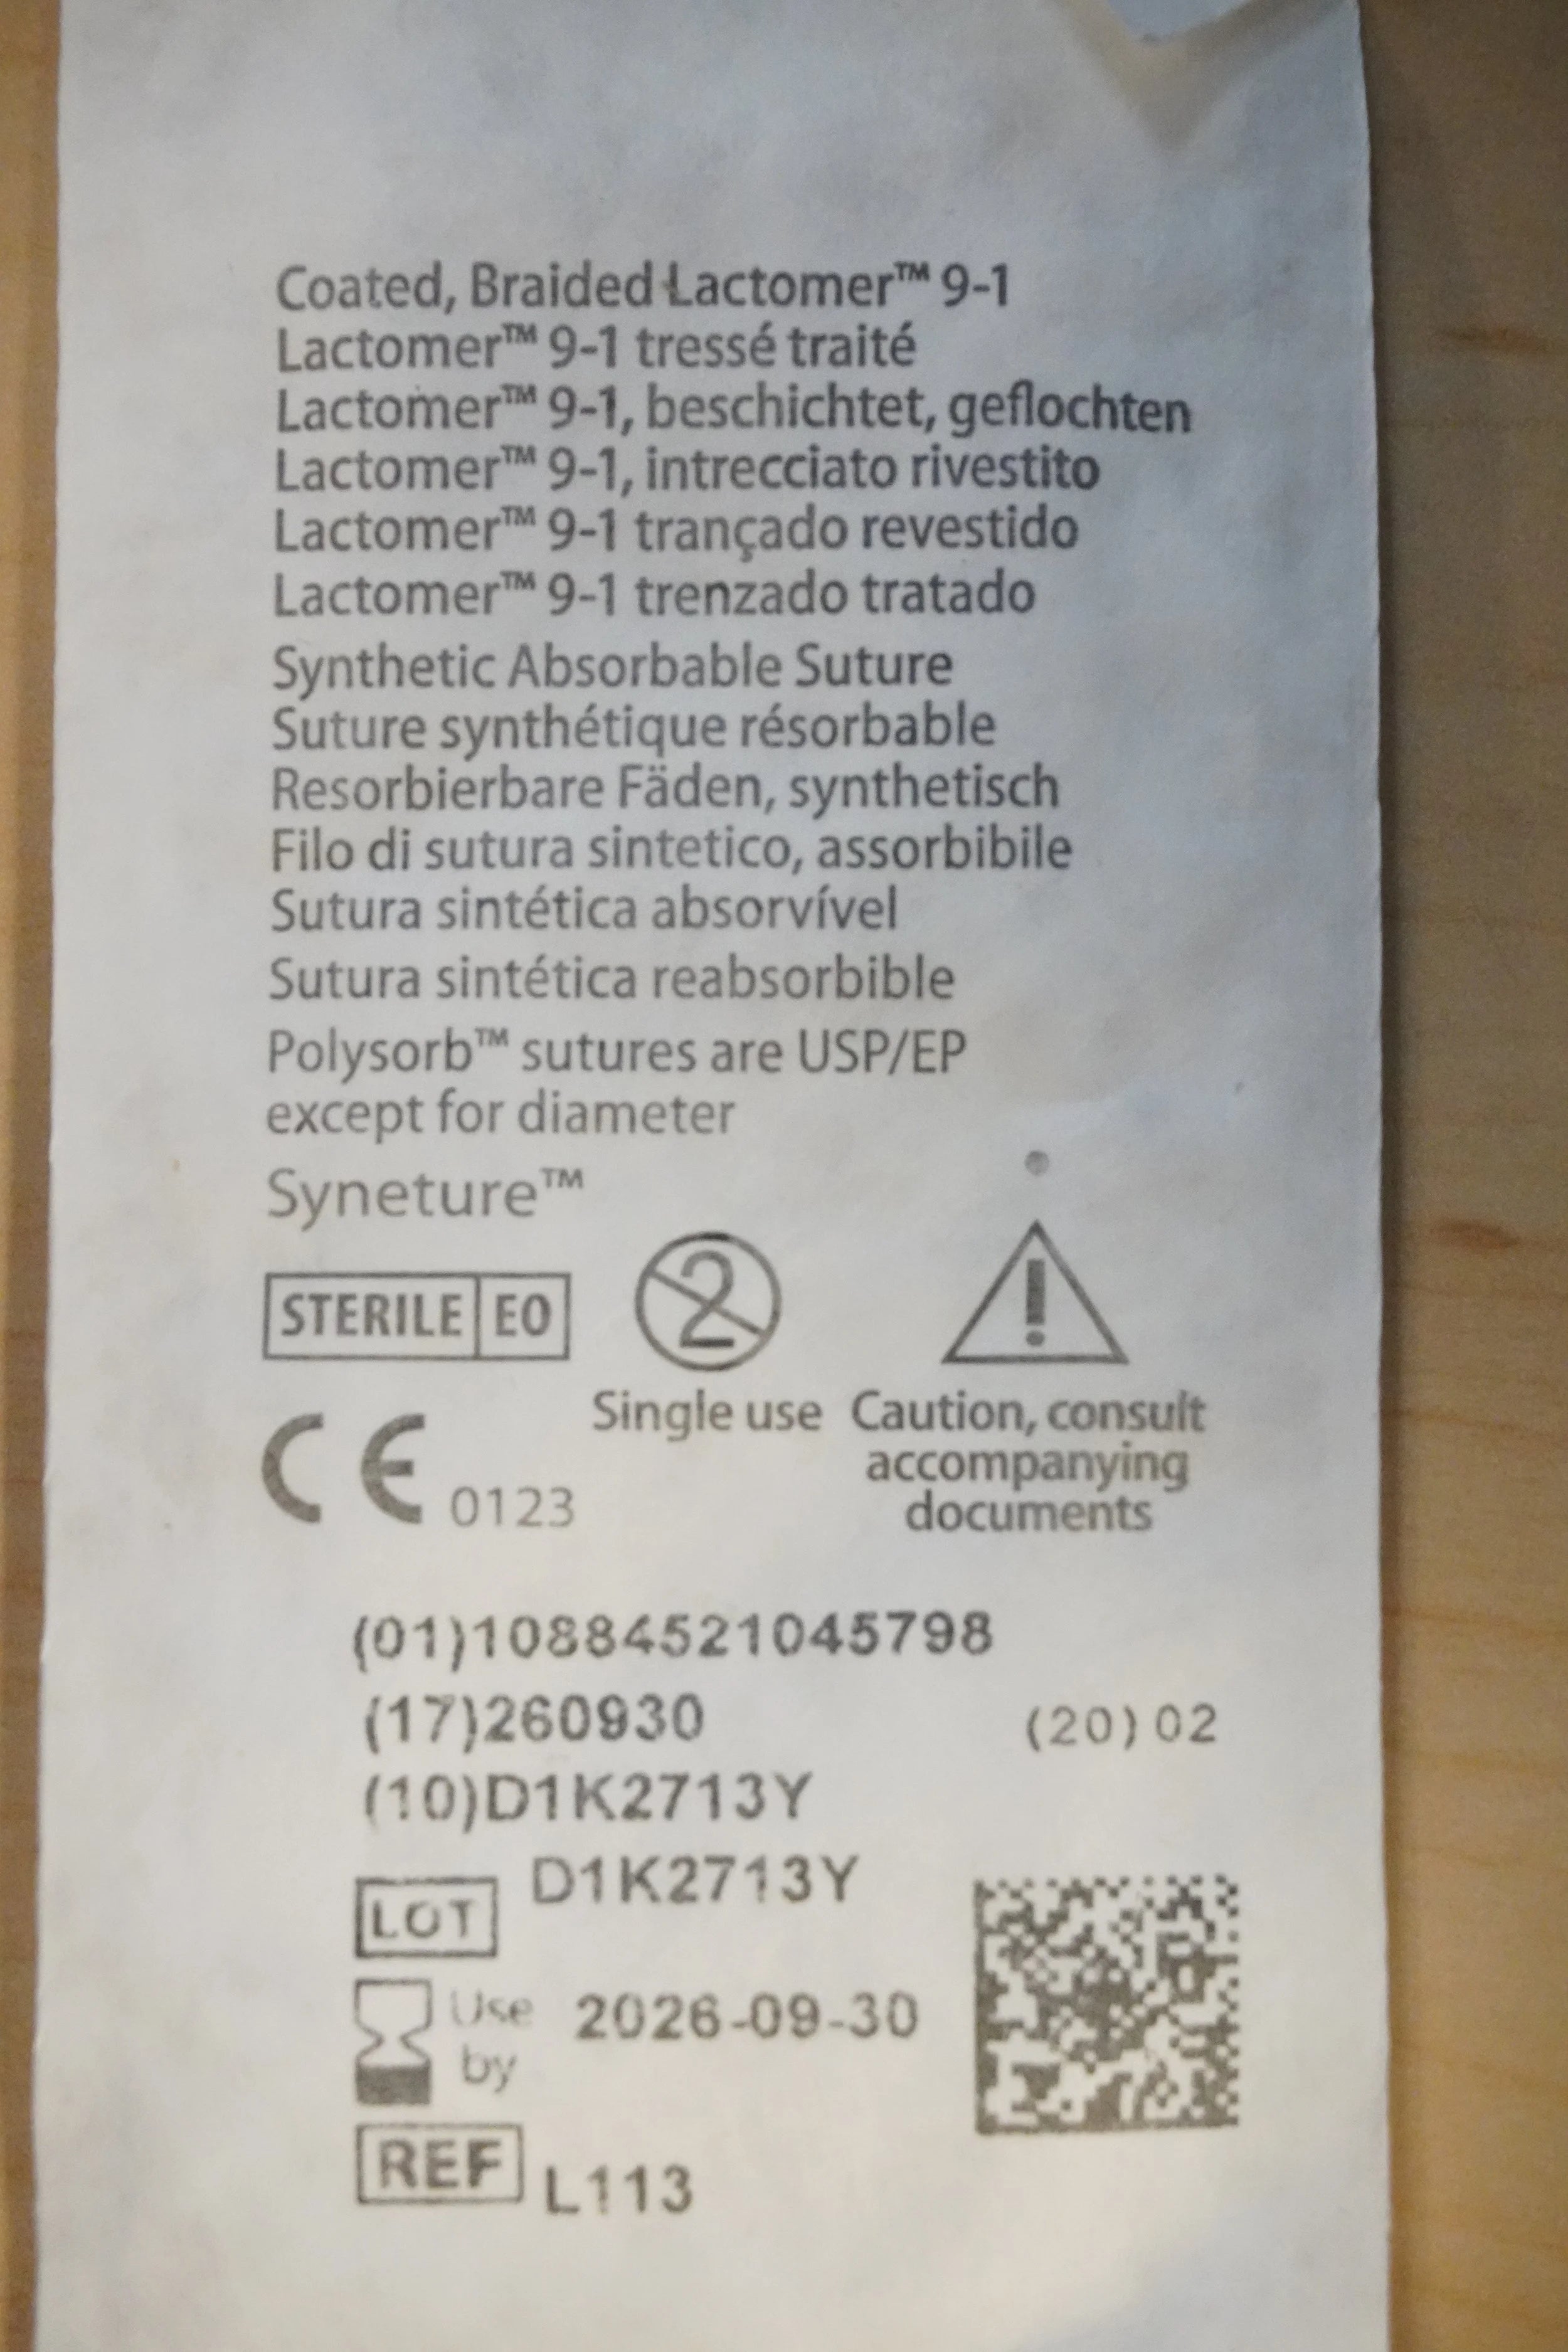 Coated, Braided Lactomer™ 9-1
Lactomer™ 9-1 tressé traité
Lactomer™ 9-1, beschichtet, geflochten
Lactomer™ 9-1, intrecciato rivestito
Lactomer™ 9-1 trançado revestido
Lactomer™ 9-1 trenzado tratado
Synthetic Absorbable Suture
Suture synthétique résorbable
Resorbierbare Fäden, synthetisch
Filo di sutura sintetico, assorbibile
Sutura sintética absorvível
Sutura sintética reabsorbible
Polysorb™ sutures are USP/EP
except for diameter
Syneture™
STERILE EO
2
!
Single use
Caution, consult
accompanying
documents
CE 0123
(01)10884521045798
(17)260930 (20)02
(10)D1K2713Y
LOT D1K2713Y
Use by 2026-09-30
REF L113